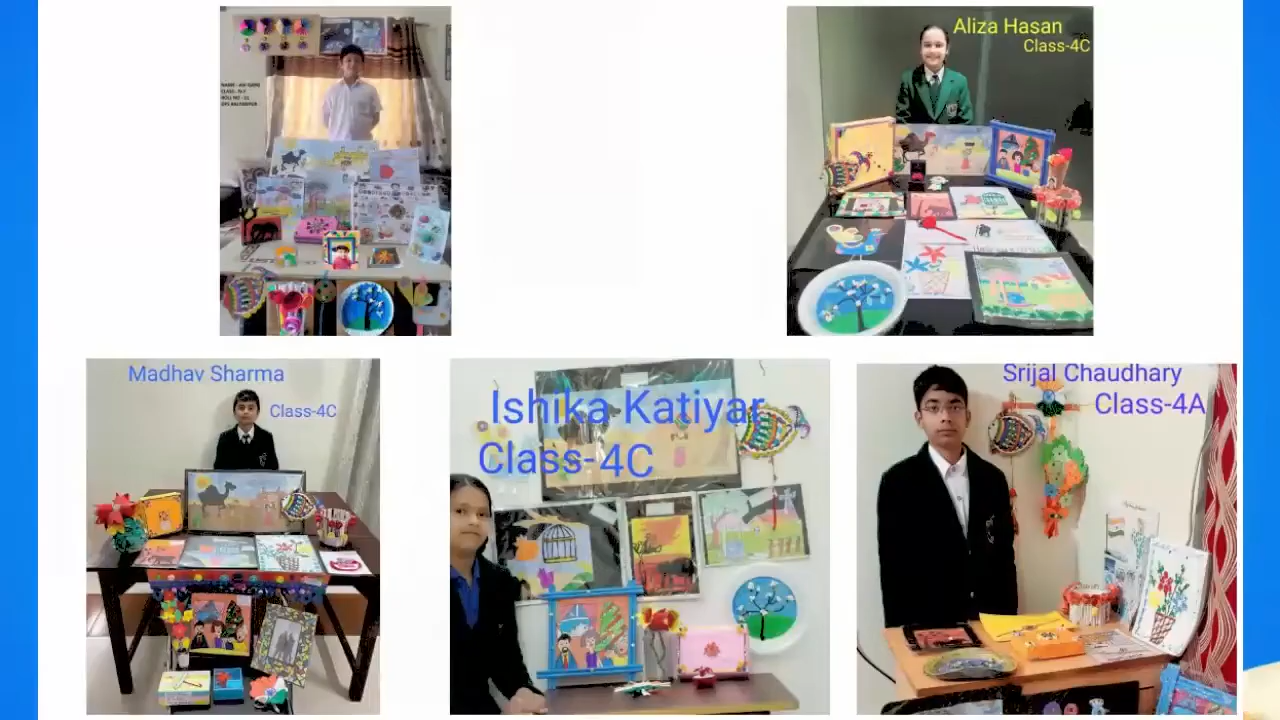 Aliza Hasan
Class-4C
Madhav Sharma
Class-4C
Ishika Katiyar
Class-4C
Srijal Chaudhary
Class-4A